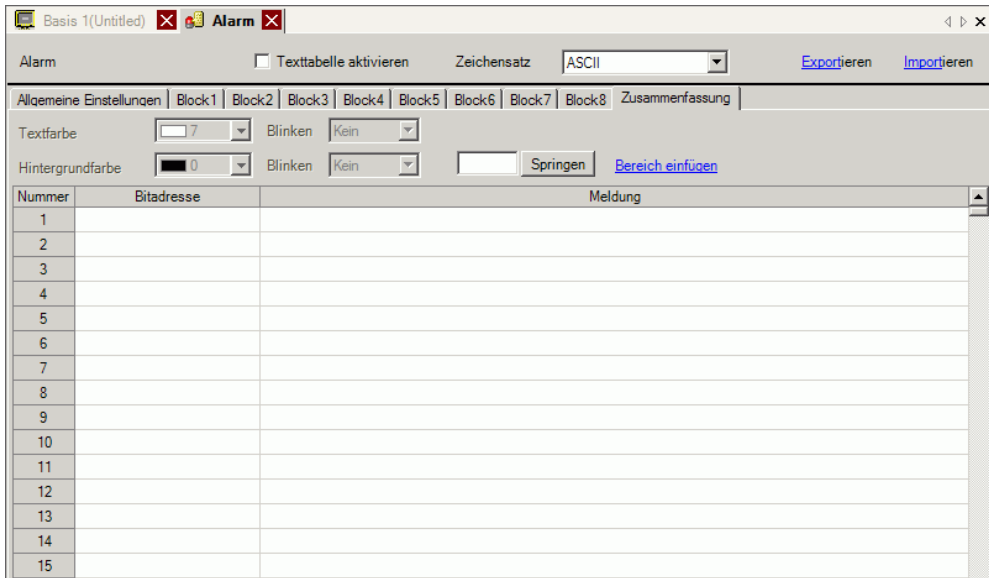 Basis 1(Untitled) Alarm
Alarm Texttabelle aktivieren Zeichensatz ASCII Exportieren Importieren
Allgemeine Einstellungen Block1 Block2 Block3 Block4 Block5 Block6 Block7 Block8 Zusammenfassung
Textfarbe 7 Blinken Kein
Hintergrundfarbe 0 Blinken Kein Springen Bereich einfügen
Nummer Bitadresse Meldung
1
2
3
4
5
6
7
8
9
10
11
12
13
14
15